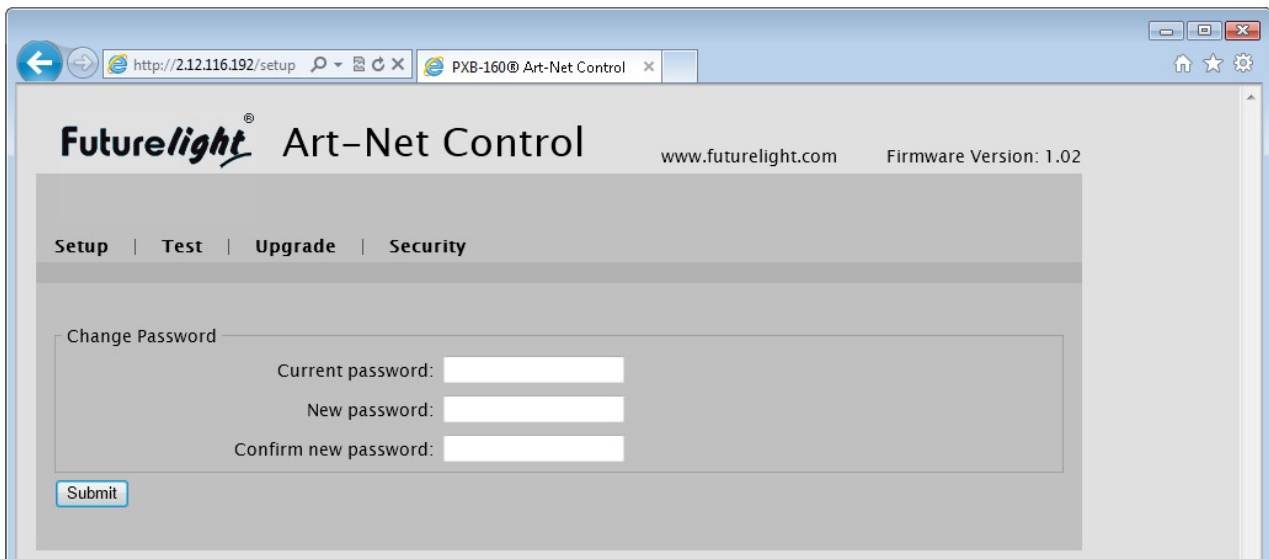 http://2.12.116.192/setup
PXB-160® Art-Net Control
Futurelight® Art-Net Control www.futurelight.com Firmware Version: 1.02
Setup | Test | Upgrade | Security
Change Password
Current password:
New password:
Confirm new password:
Submit